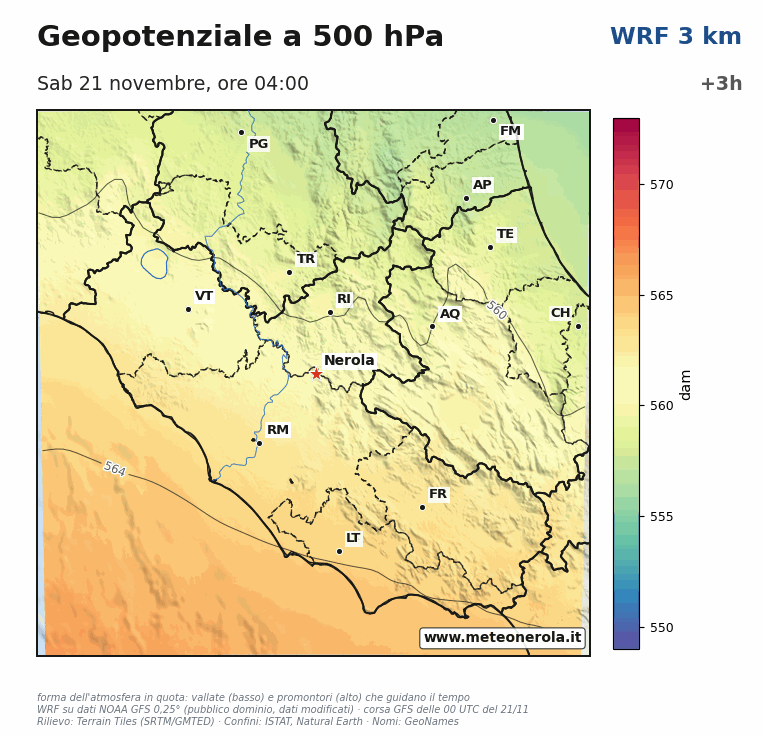 Geopotenziale a 500 hPa
WRF 3 km
Sab 21 novembre, ore 04:00
+3h
FM
PG
AP
TE
TR
VT
RI
AQ
560
CH
Nerola
RM
564
FR
LT
www.meteonerola.it
570
565
560
555
550
dam
forma dell'atmosfera in quota: vallate (basso) e promontori (alto) che guidano il tempo
WRF su dati NOAA GFS 0,25° (pubblico dominio, dati modificati) · corsa GFS delle 00 UTC del 21/11
Rilievo: Terrain Tiles (SRTM/GMTED) · Confini: ISTAT, Natural Earth · Nomi: GeoNames